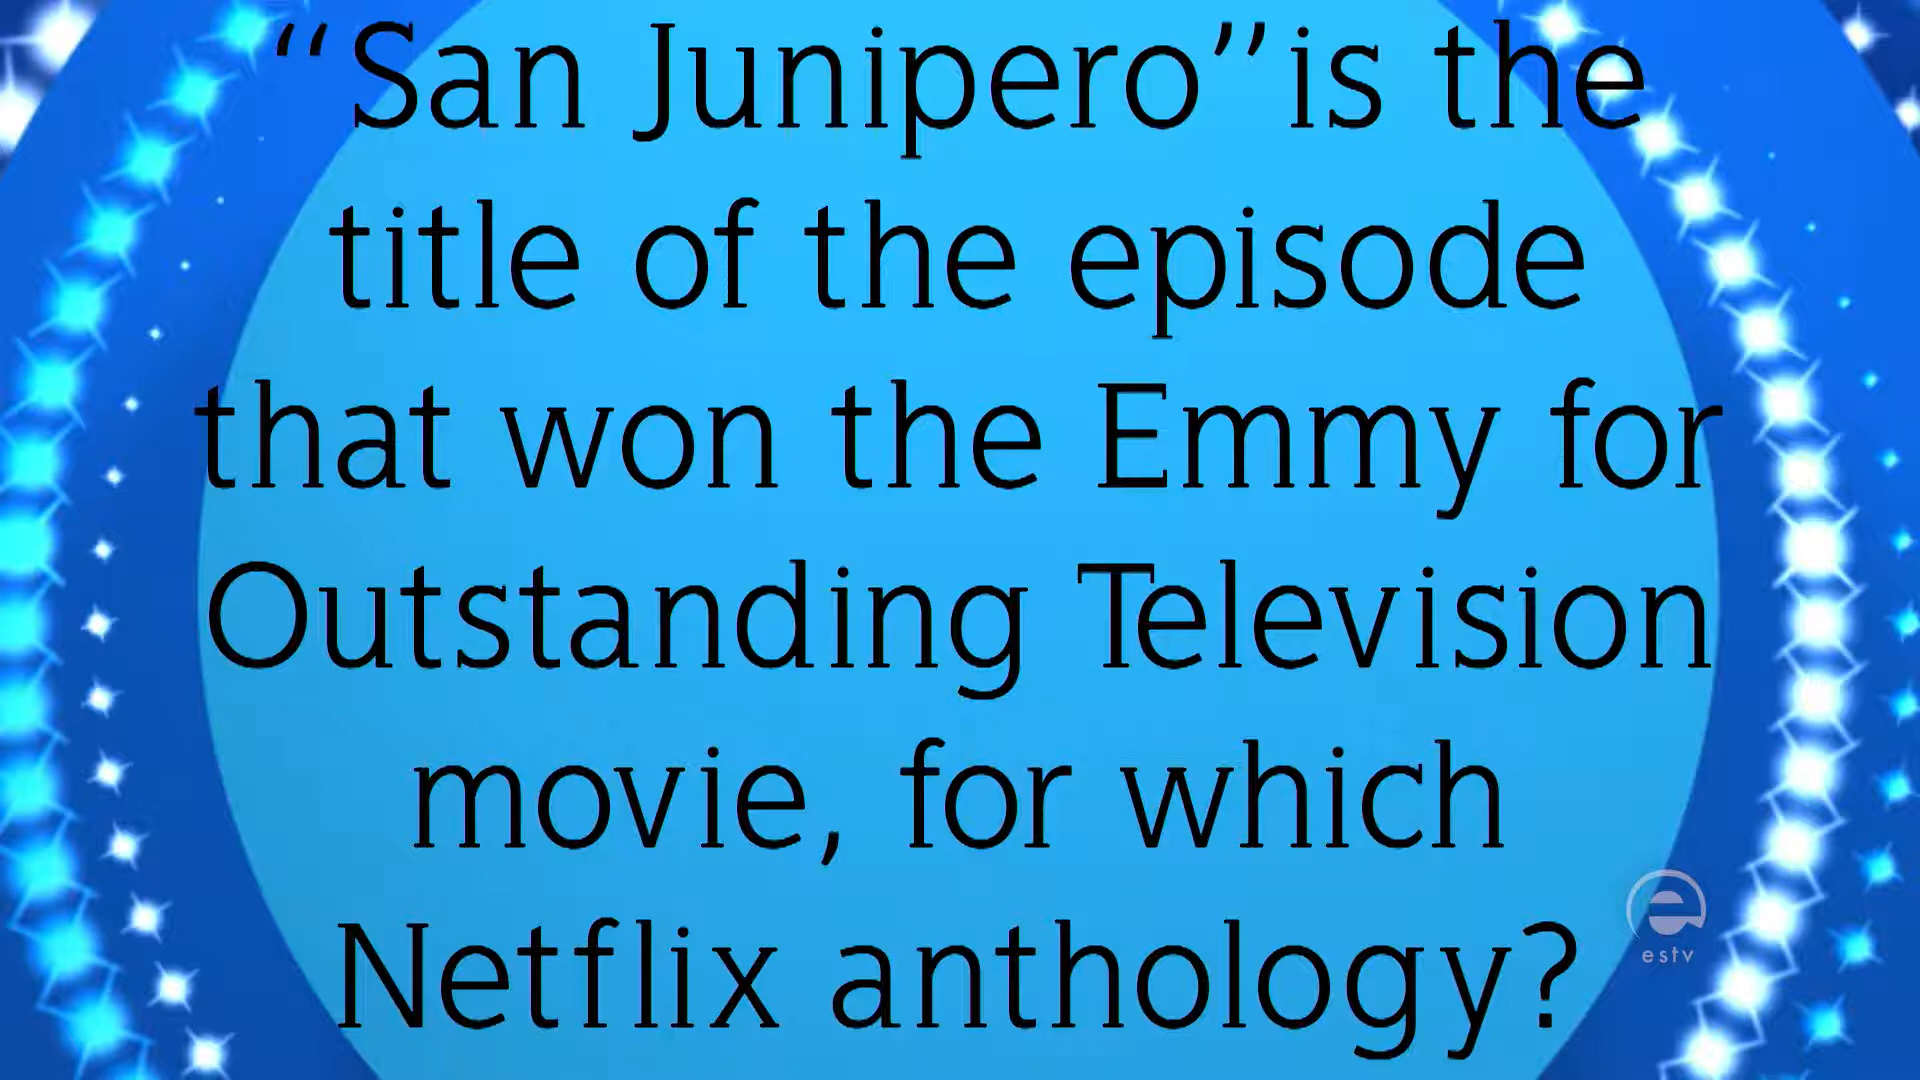 “San Junipero”is the
title of the episode
that won the Emmy for
Outstanding Television
movie, for which
Netflix anthology?
estv